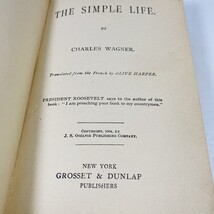 THE SIMPLE LIFE.
BY
CHARLES WAGNER.
Translated from the French by OLIVE HARPER.
PRESIDENT ROOSEVELT says to the author of this
book: "I am preaching your book to my countrymen."
COPYRIGHT, 1904, BY
J. S. OGILVIE PUBLISHING COMPANY.
NEW YORK
GROSSET & DUNLAP
PUBLISHERS